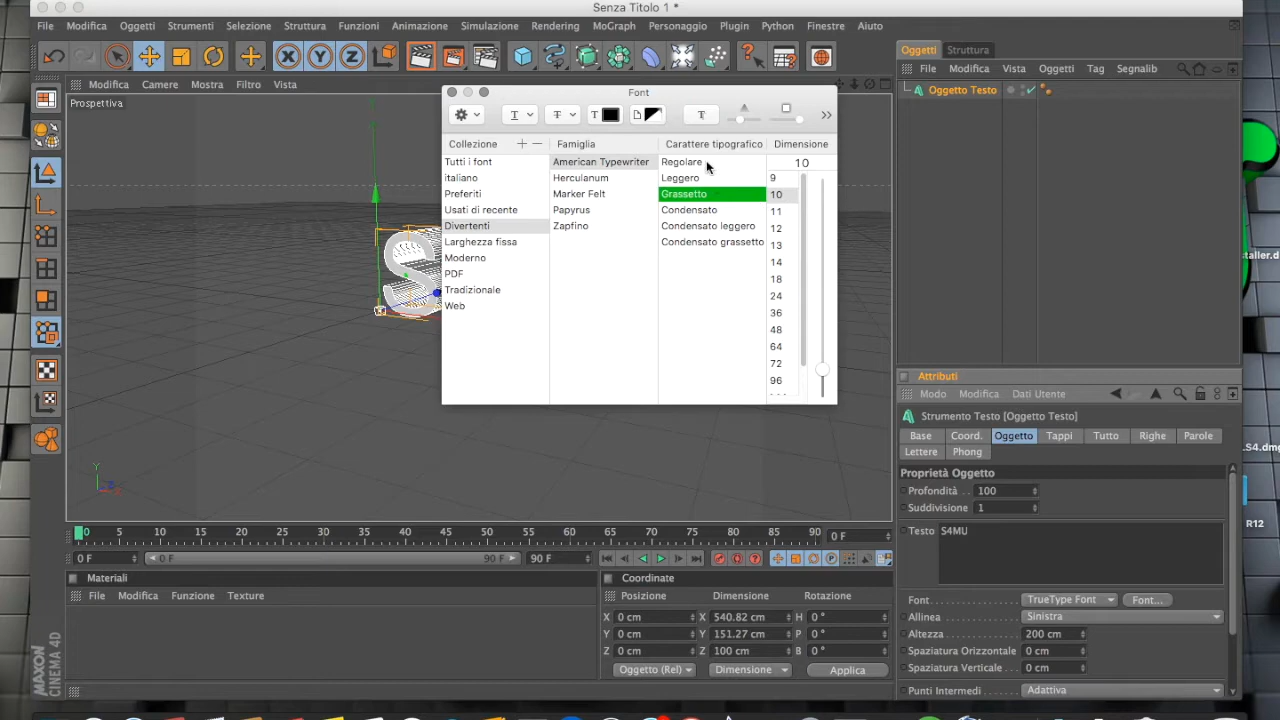 Senza Titolo 1 *
File Modifica Oggetti Strumenti Selezione Struttura Funzioni Animazione Simulazione Rendering MoGraph Personaggio Plugin Python Finestre Aiuto
X Y Z
Modifica Camere Mostra Filtro Vista
Prospettiva
Font
Collezione + − Famiglia Carattere tipografico Dimensione
Tutti i font American Typewriter Regolare 10
italiano Herculanum Leggero 9
Preferiti Marker Felt Grassetto 10
Usati di recente Papyrus Condensato 11
Divertenti Zapfino Condensato leggero 12
Larghezza fissa Condensato grassetto 13
Moderno 14
PDF 18
Tradizionale 24
Web 36
48
64
72
96
S
Y
X
0 5 10 15 20 25 30 35 40 45 50 55 60 65 70 75 80 85 90 0 F
0 F 0 F 90 F 90 F
Materiali
File Modifica Funzione Texture
Coordinate
Posizione Dimensione Rotazione
X 0 cm X 540.82 cm H 0 °
Y 0 cm Y 151.27 cm P 0 °
Z 0 cm Z 100 cm B 0 °
Oggetto (Rel) Dimensione Applica
MAXON
CINEMA 4D
Oggetti Struttura
File Modifica Vista Oggetti Tag Segnalib
Oggetto Testo
Attributi
Modo Modifica Dati Utente
Strumento Testo [Oggetto Testo]
Base Coord. Oggetto Tappi Tutto Righe Parole
Lettere Phong
Proprietà Oggetto
Profondità . . 100
Suddivisione 1
Testo S4MU
Font TrueType Font Font...
Allinea Sinistra
Altezza 200 cm
Spaziatura Orizzontale 0 cm
Spaziatura Verticale 0 cm
Punti Intermedi Adattiva
staller.d
LS4.dmg
R12